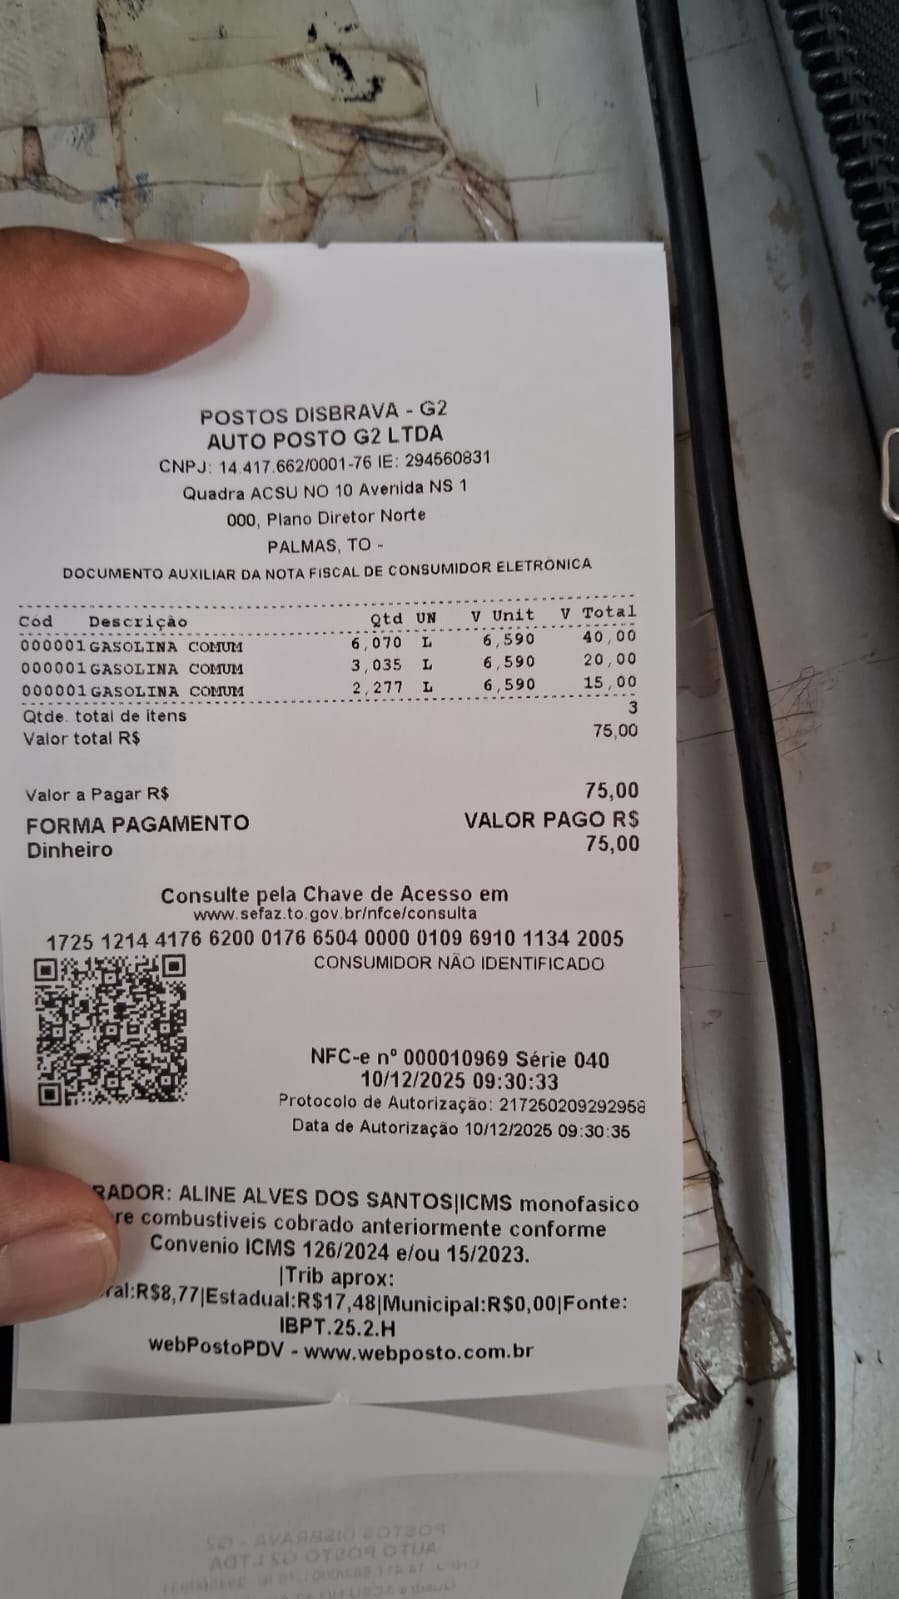 POSTOS DISBRAVA - G2
AUTO POSTO G2 LTDA
CNPJ: 14.417.662/0001-76 IE: 294560831
Quadra ACSU NO 10 Avenida NS 1
000, Plano Diretor Norte
PALMAS, TO -
DOCUMENTO AUXILIAR DA NOTA FISCAL DE CONSUMIDOR ELETRÔNICA
Cód Descrição Qtd UN V Unit V Total
000001 GASOLINA COMUM 6,070 L 6,590 40,00
000001 GASOLINA COMUM 3,035 L 6,590 20,00
000001 GASOLINA COMUM 2,277 L 6,590 15,00
Qtde. total de itens 3
Valor total R$ 75,00
Valor a Pagar R$ 75,00
FORMA PAGAMENTO VALOR PAGO R$
Dinheiro 75,00
Consulte pela Chave de Acesso em
www.sefaz.to.gov.br/nfce/consulta
1725 1214 4176 6200 0176 6504 0000 0109 6910 1134 2005
CONSUMIDOR NÃO IDENTIFICADO
NFC-e nº 000010969 Série 040
10/12/2025 09:30:33
Protocolo de Autorização: 217250209292958
Data de Autorização 10/12/2025 09:30:35
RADOR: ALINE ALVES DOS SANTOS|ICMS monofasico
re combustiveis cobrado anteriormente conforme
Convenio ICMS 126/2024 e/ou 15/2023.
|Trib aprox:
ral:R$8,77|Estadual:R$17,48|Municipal:R$0,00|Fonte:
IBPT.25.2.H
webPostoPDV - www.webposto.com.br